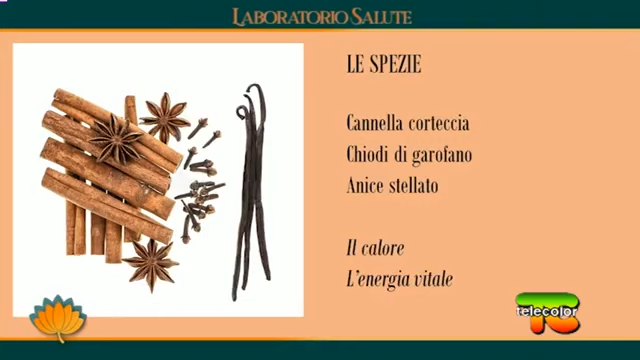 LABORATORIO SALUTE
LE SPEZIE
Cannella corteccia
Chiodi di garofano
Anice stellato
Il calore
L'energia vitale
telecolor